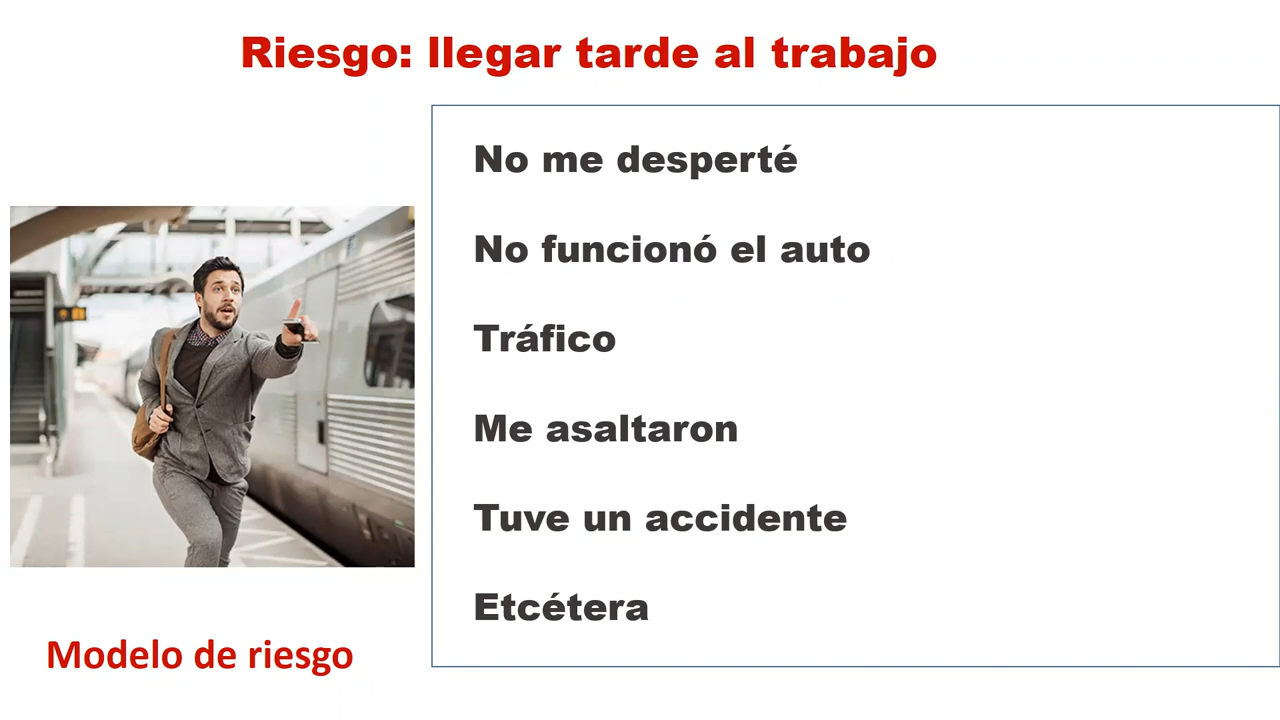 Riesgo: llegar tarde al trabajo
No me desperté
No funcionó el auto
Tráfico
Me asaltaron
Tuve un accidente
Etcétera
Modelo de riesgo